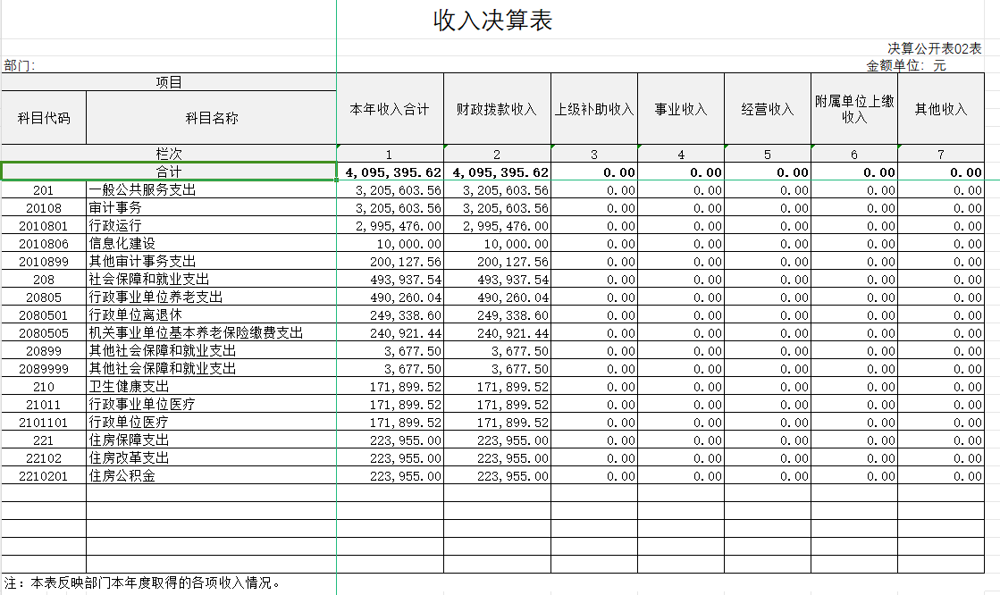 收入决算表
决算公开表02表
部门： 金额单位：元
项目 本年收入合计 财政拨款收入 上级补助收入 事业收入 经营收入 附属单位上缴收入 其他收入
科目代码 科目名称
栏次 1 2 3 4 5 6 7
合计 4,095,395.62 4,095,395.62 0.00 0.00 0.00 0.00 0.00
201 一般公共服务支出 3,205,603.56 3,205,603.56 0.00 0.00 0.00 0.00 0.00
20108 审计事务 3,205,603.56 3,205,603.56 0.00 0.00 0.00 0.00 0.00
2010801 行政运行 2,995,476.00 2,995,476.00 0.00 0.00 0.00 0.00 0.00
2010806 信息化建设 10,000.00 10,000.00 0.00 0.00 0.00 0.00 0.00
2010899 其他审计事务支出 200,127.56 200,127.56 0.00 0.00 0.00 0.00 0.00
208 社会保障和就业支出 493,937.54 493,937.54 0.00 0.00 0.00 0.00 0.00
20805 行政事业单位养老支出 490,260.04 490,260.04 0.00 0.00 0.00 0.00 0.00
2080501 行政单位离退休 249,338.60 249,338.60 0.00 0.00 0.00 0.00 0.00
2080505 机关事业单位基本养老保险缴费支出 240,921.44 240,921.44 0.00 0.00 0.00 0.00 0.00
20899 其他社会保障和就业支出 3,677.50 3,677.50 0.00 0.00 0.00 0.00 0.00
2089999 其他社会保障和就业支出 3,677.50 3,677.50 0.00 0.00 0.00 0.00 0.00
210 卫生健康支出 171,899.52 171,899.52 0.00 0.00 0.00 0.00 0.00
21011 行政事业单位医疗 171,899.52 171,899.52 0.00 0.00 0.00 0.00 0.00
2101101 行政单位医疗 171,899.52 171,899.52 0.00 0.00 0.00 0.00 0.00
221 住房保障支出 223,955.00 223,955.00 0.00 0.00 0.00 0.00 0.00
22102 住房改革支出 223,955.00 223,955.00 0.00 0.00 0.00 0.00 0.00
2210201 住房公积金 223,955.00 223,955.00 0.00 0.00 0.00 0.00 0.00
注：本表反映部门本年度取得的各项收入情况。